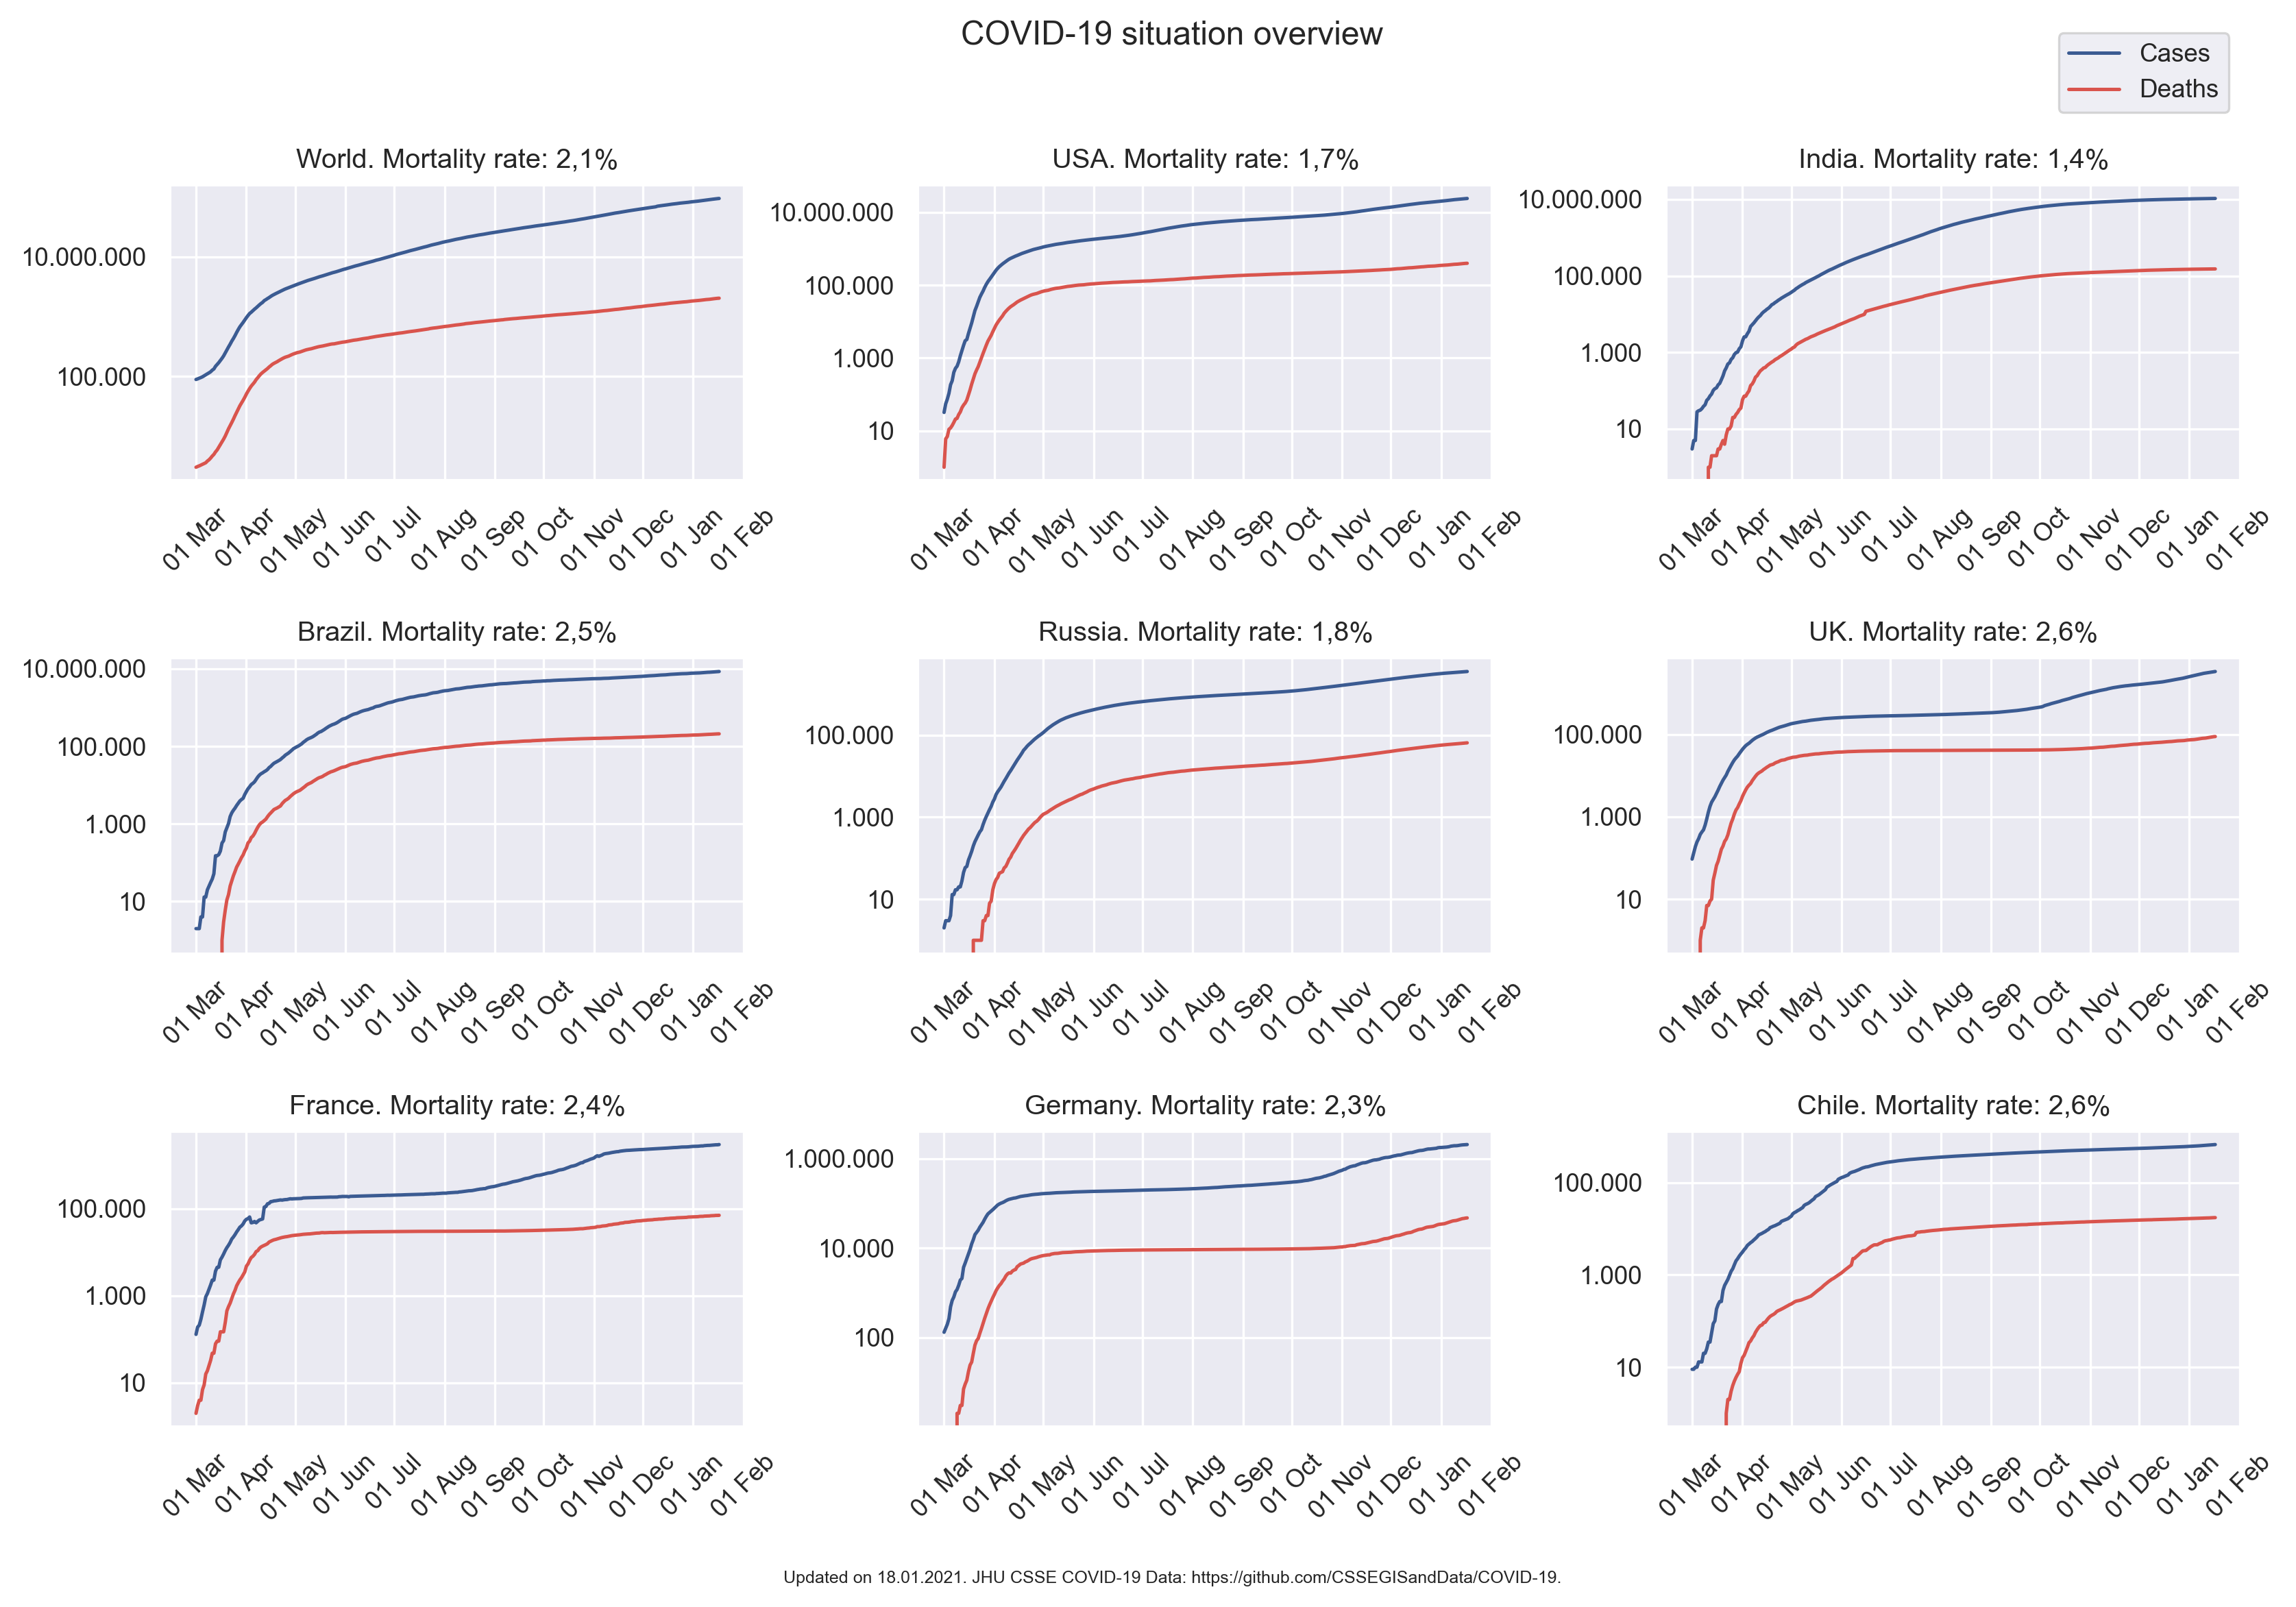 COVID-19 situation overview
Cases
Deaths
World. Mortality rate: 2,1%
10.000.000
100.000
01 Mar
01 Apr
01 May
01 Jun
01 Jul
01 Aug
01 Sep
01 Oct
01 Nov
01 Dec
01 Jan
01 Feb
USA. Mortality rate: 1,7%
10.000.000
100.000
1.000
10
01 Mar
01 Apr
01 May
01 Jun
01 Jul
01 Aug
01 Sep
01 Oct
01 Nov
01 Dec
01 Jan
01 Feb
India. Mortality rate: 1,4%
10.000.000
100.000
1.000
10
01 Mar
01 Apr
01 May
01 Jun
01 Jul
01 Aug
01 Sep
01 Oct
01 Nov
01 Dec
01 Jan
01 Feb
Brazil. Mortality rate: 2,5%
10.000.000
100.000
1.000
10
01 Mar
01 Apr
01 May
01 Jun
01 Jul
01 Aug
01 Sep
01 Oct
01 Nov
01 Dec
01 Jan
01 Feb
Russia. Mortality rate: 1,8%
100.000
1.000
10
01 Mar
01 Apr
01 May
01 Jun
01 Jul
01 Aug
01 Sep
01 Oct
01 Nov
01 Dec
01 Jan
01 Feb
UK. Mortality rate: 2,6%
100.000
1.000
10
01 Mar
01 Apr
01 May
01 Jun
01 Jul
01 Aug
01 Sep
01 Oct
01 Nov
01 Dec
01 Jan
01 Feb
France. Mortality rate: 2,4%
100.000
1.000
10
01 Mar
01 Apr
01 May
01 Jun
01 Jul
01 Aug
01 Sep
01 Oct
01 Nov
01 Dec
01 Jan
01 Feb
Germany. Mortality rate: 2,3%
1.000.000
10.000
100
01 Mar
01 Apr
01 May
01 Jun
01 Jul
01 Aug
01 Sep
01 Oct
01 Nov
01 Dec
01 Jan
01 Feb
Chile. Mortality rate: 2,6%
100.000
1.000
10
01 Mar
01 Apr
01 May
01 Jun
01 Jul
01 Aug
01 Sep
01 Oct
01 Nov
01 Dec
01 Jan
01 Feb
Updated on 18.01.2021. JHU CSSE COVID-19 Data: https://github.com/CSSEGISandData/COVID-19.